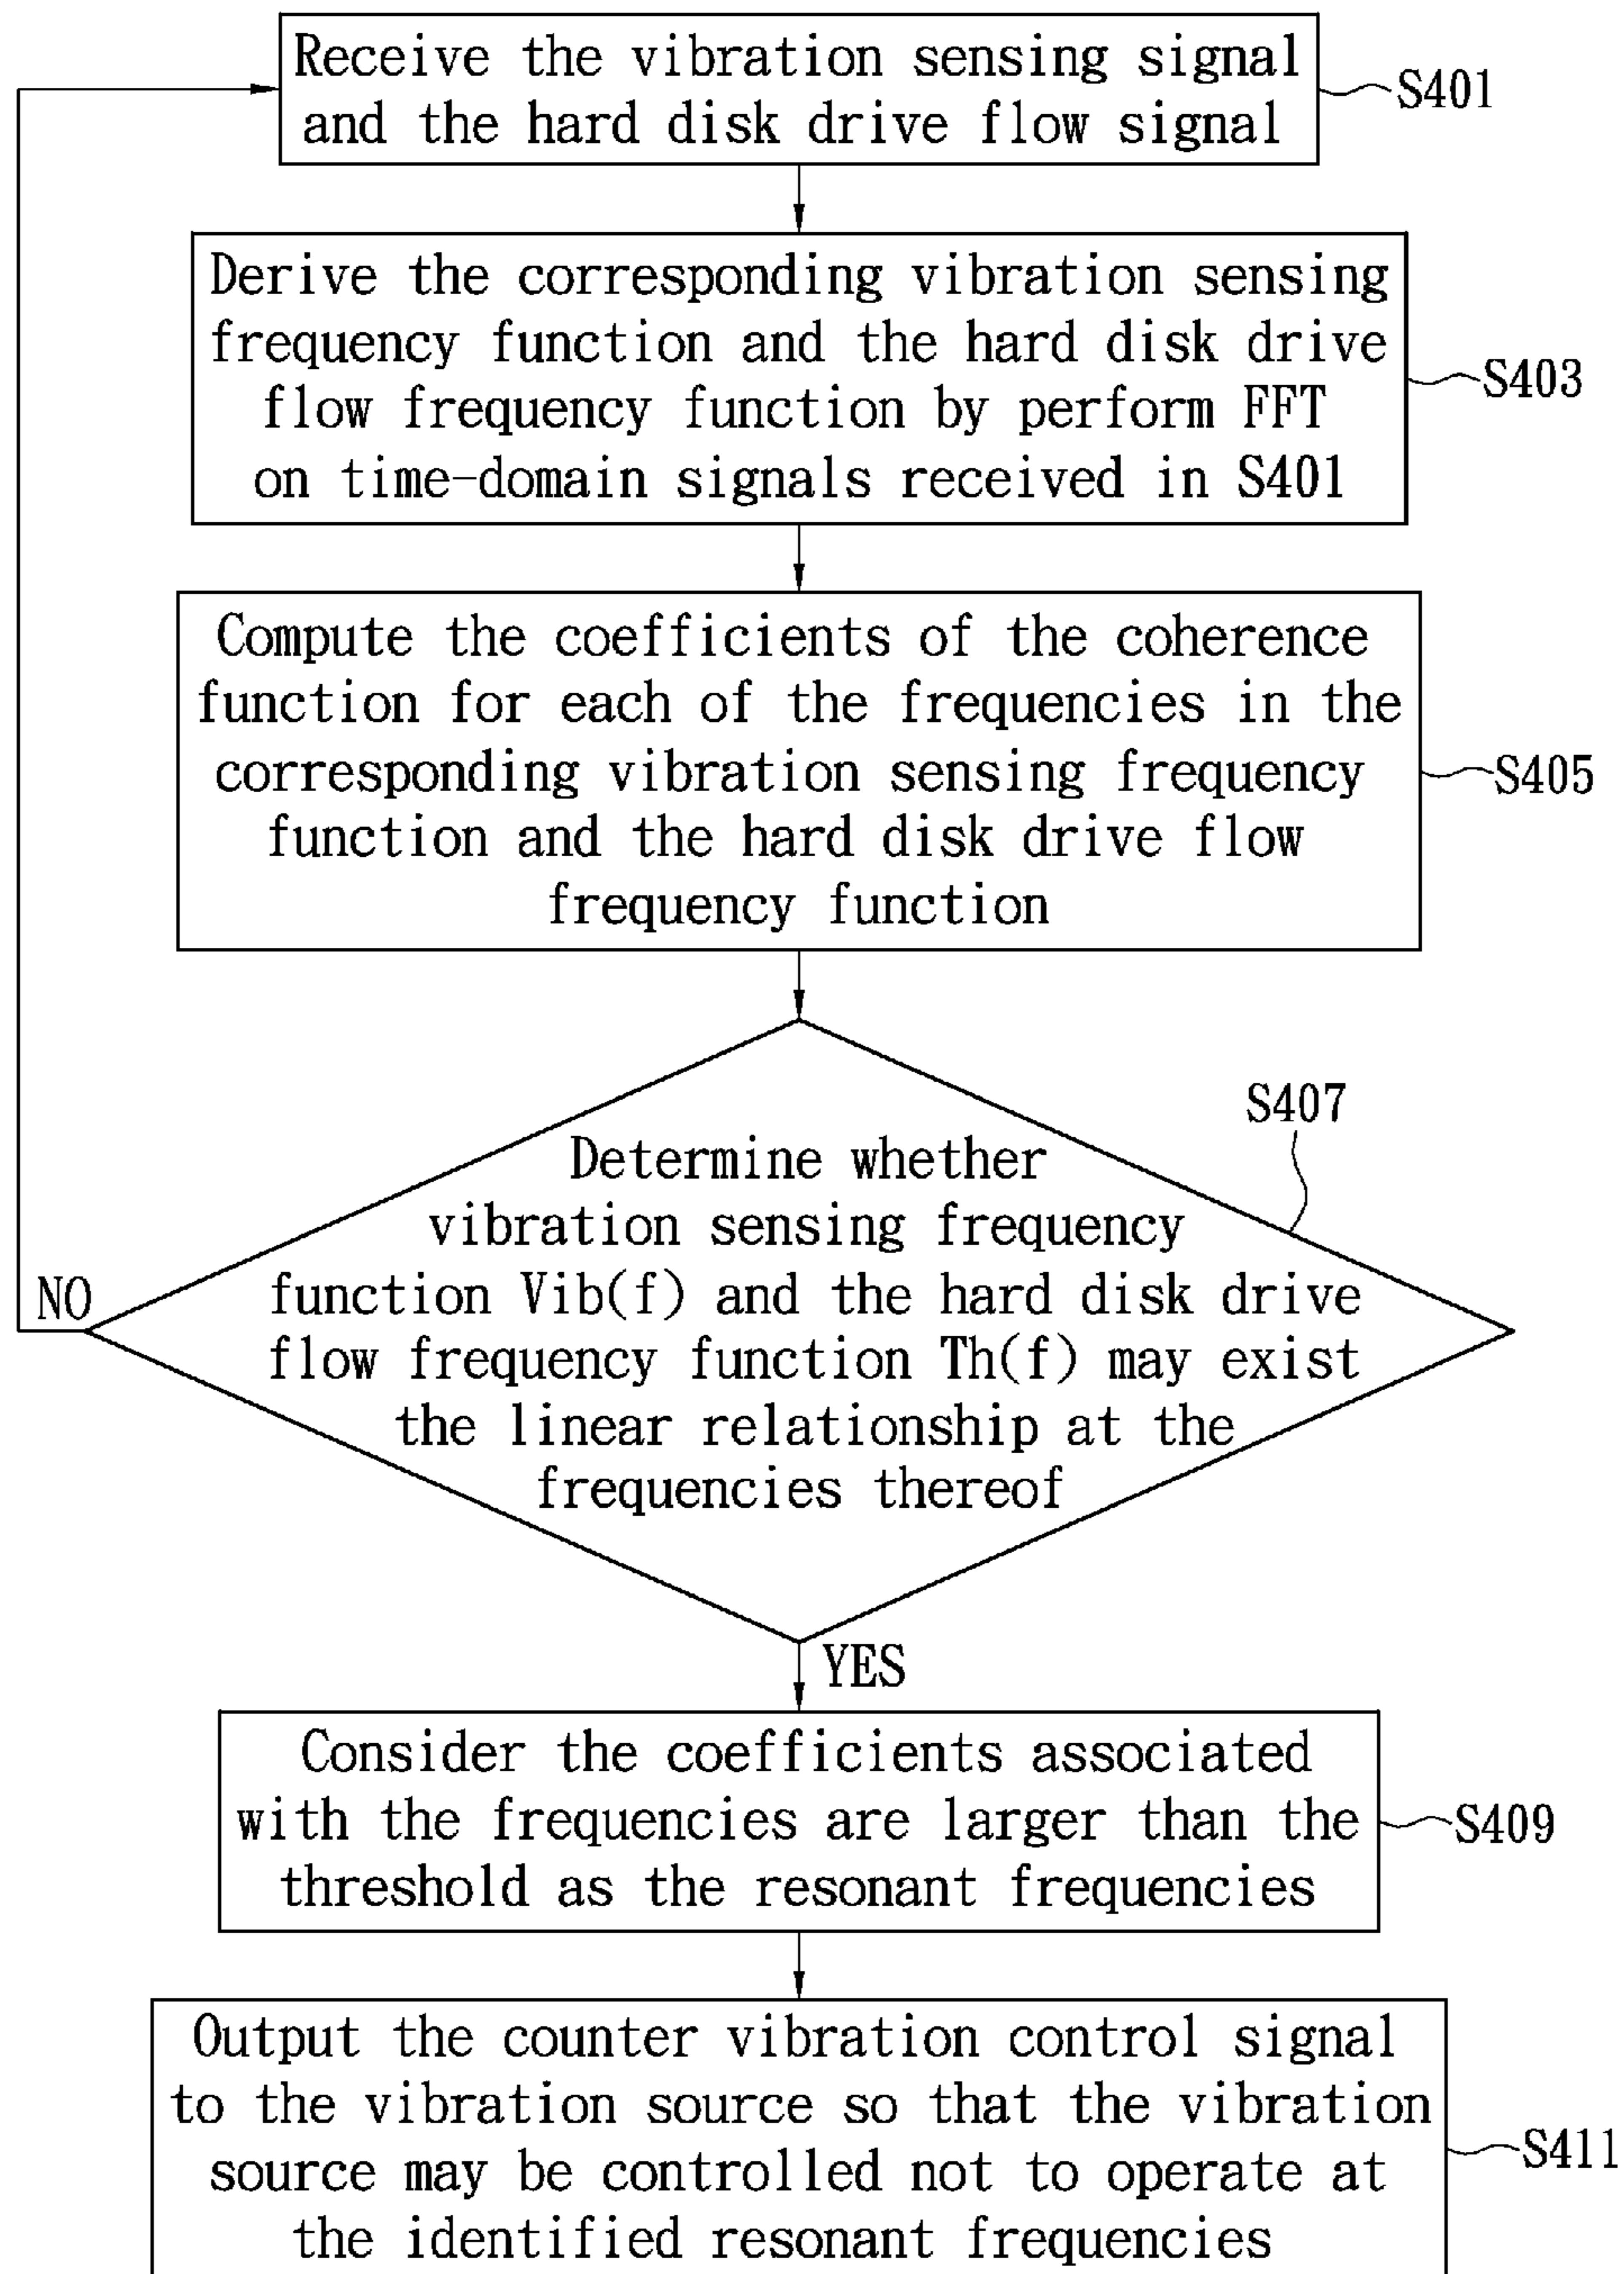 Receive the vibration sensing signal
and the hard disk drive flow signal
S401
Derive the corresponding vibration sensing
frequency function and the hard disk drive
flow frequency function by perform FFT
on time-domain signals received in S401
S403
Compute the coefficients of the coherence
function for each of the frequencies in the
corresponding vibration sensing frequency
function and the hard disk drive flow
frequency function
S405
S407
Determine whether
vibration sensing frequency
function Vib(f) and the hard disk drive
flow frequency function Th(f) may exist
the linear relationship at the
frequencies thereof
NO
YES
Consider the coefficients associated
with the frequencies are larger than the
threshold as the resonant frequencies
S409
Output the counter vibration control signal
to the vibration source so that the vibration
source may be controlled not to operate at
the identified resonant frequencies
S411